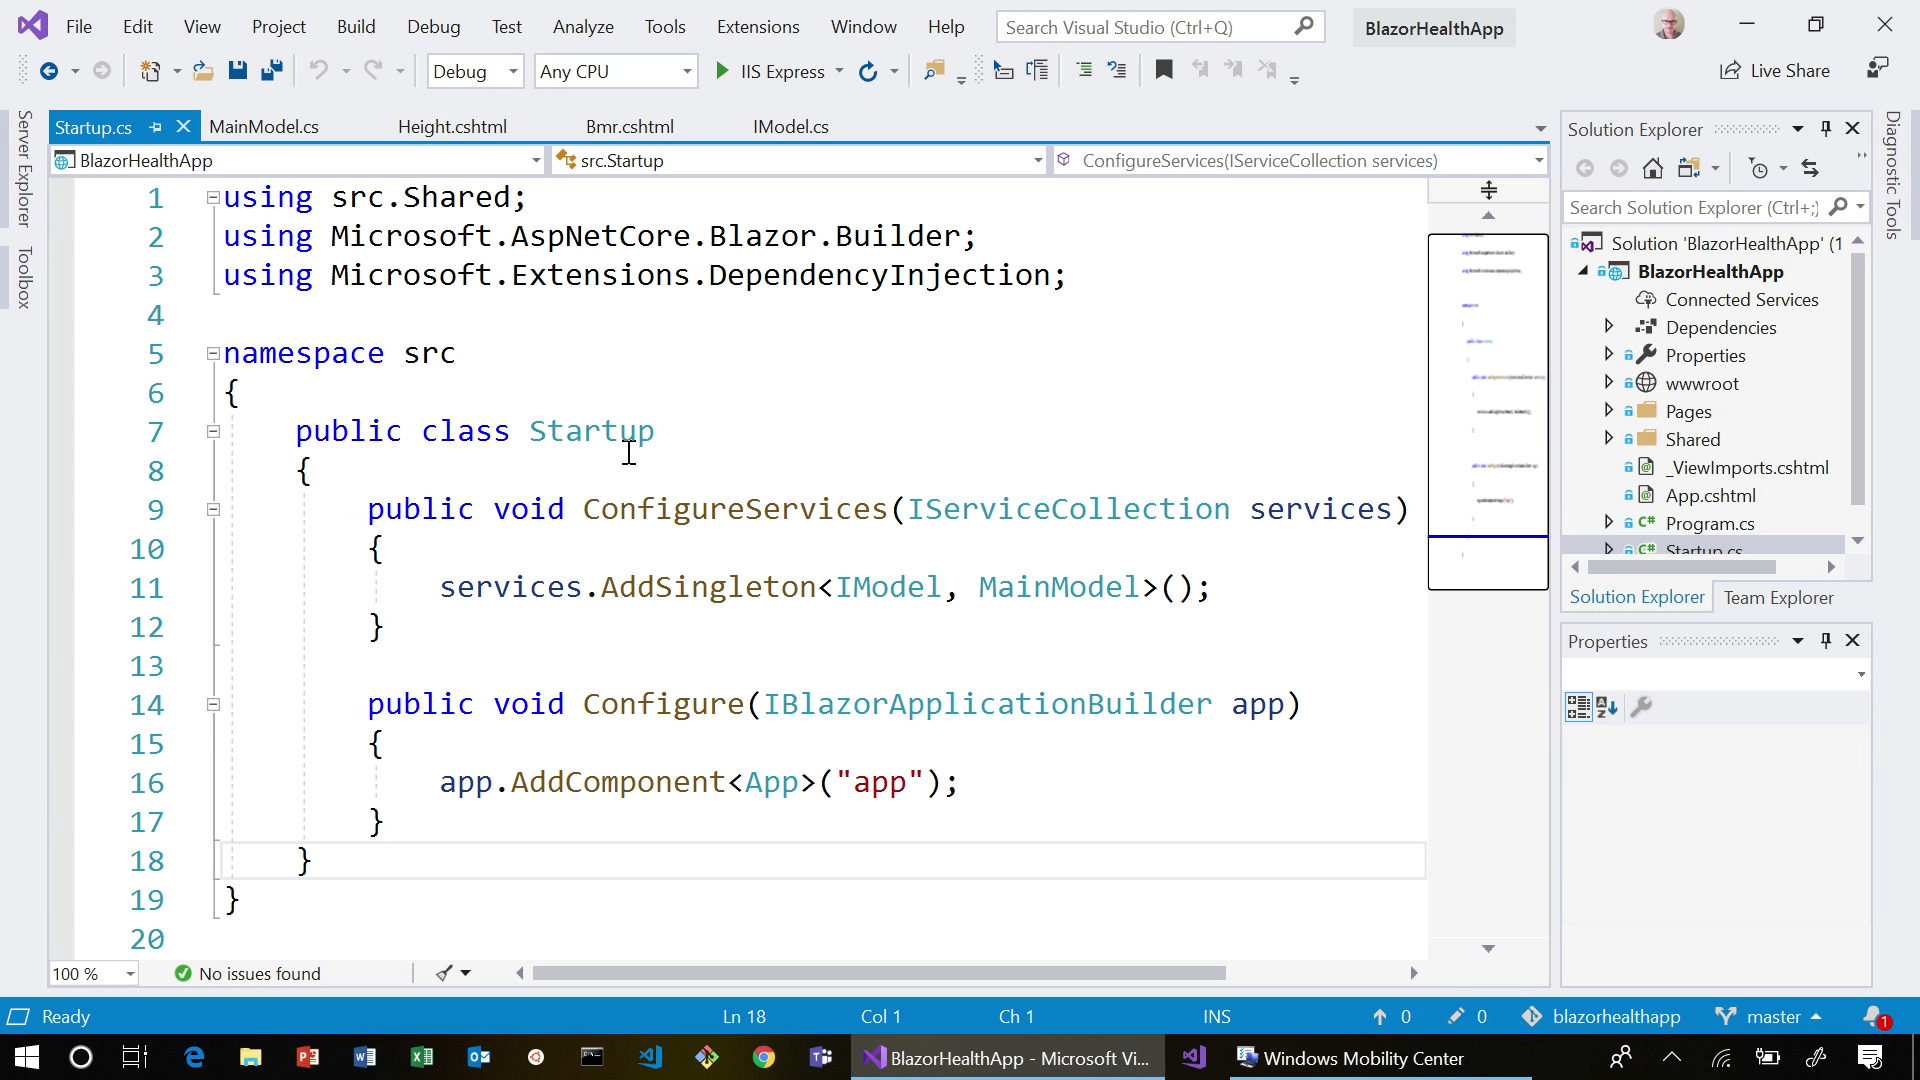 File Edit View Project Build Debug Test Analyze Tools Extensions Window Help Search Visual Studio (Ctrl+Q) BlazorHealthApp
Debug Any CPU IIS Express Live Share
Server Explorer
Toolbox
Startup.cs MainModel.cs Height.cshtml Bmr.cshtml IModel.cs
BlazorHealthApp src.Startup ConfigureServices(IServiceCollection services)
1 using src.Shared;
2 using Microsoft.AspNetCore.Blazor.Builder;
3 using Microsoft.Extensions.DependencyInjection;
4
5 namespace src
6 {
7 public class Startup
8 {
9 public void ConfigureServices(IServiceCollection services)
10 {
11 services.AddSingleton<IModel, MainModel>();
12 }
13
14 public void Configure(IBlazorApplicationBuilder app)
15 {
16 app.AddComponent<App>("app");
17 }
18 }
19 }
20
100 % No issues found
Solution Explorer
Search Solution Explorer (Ctrl+;)
Solution 'BlazorHealthApp' (1
BlazorHealthApp
Connected Services
Dependencies
Properties
wwwroot
Pages
Shared
_ViewImports.cshtml
App.cshtml
C# Program.cs
C# Startup.cs
Solution Explorer Team Explorer
Properties
Diagnostic Tools
Ready Ln 18 Col 1 Ch 1 INS 0 0 blazorhealthapp master 1
BlazorHealthApp - Microsoft Vi... Windows Mobility Center